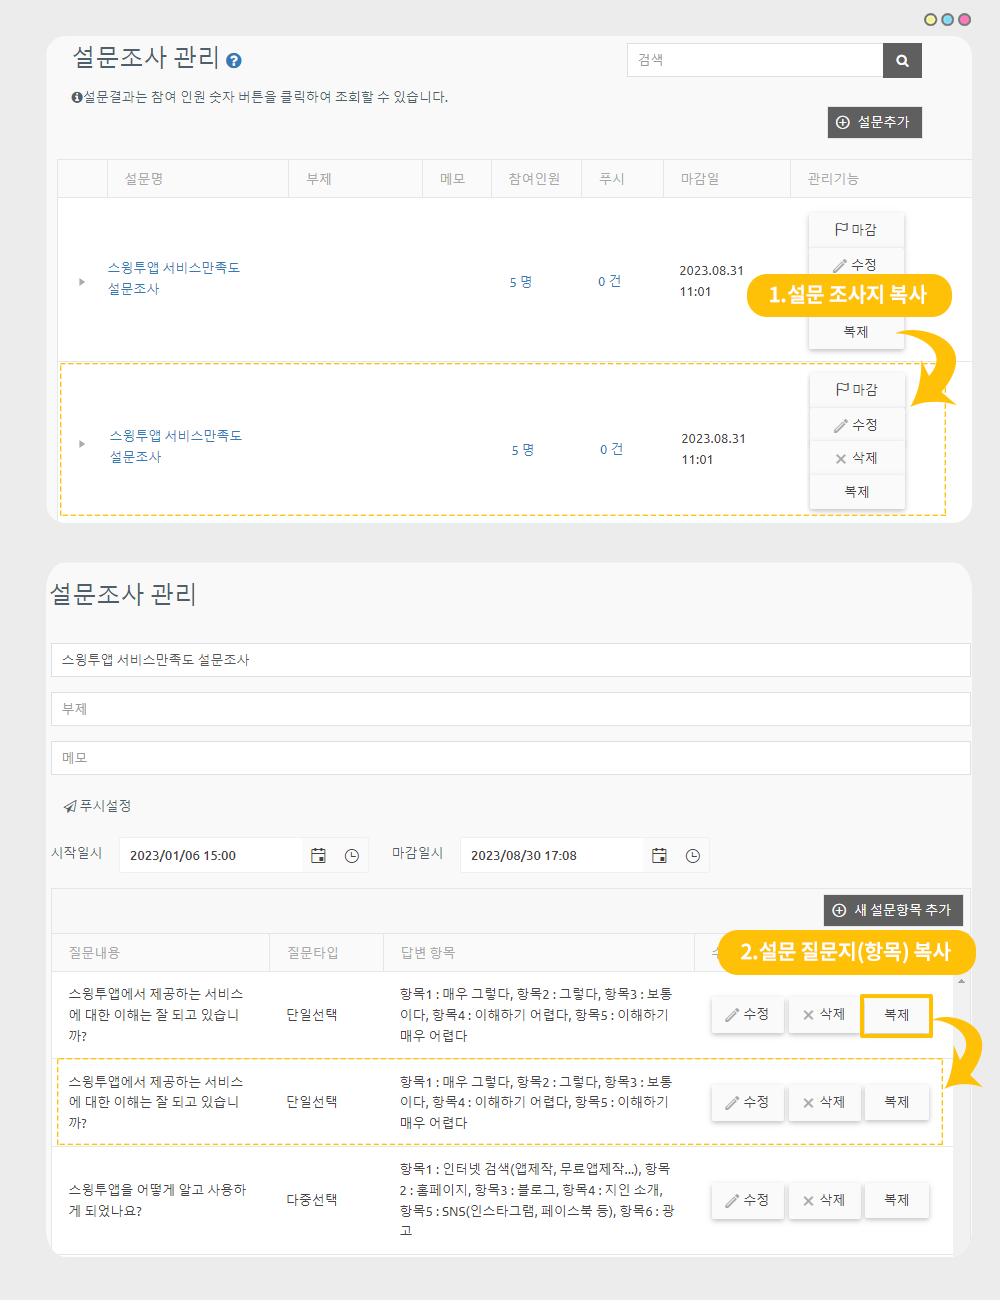 설문조사 관리 ?
검색
설문결과는 참여 인원 숫자 버튼을 클릭하여 조회할 수 있습니다.
설문추가
설문명 부제 메모 참여인원 푸시 마감일 관리기능
마감
스윙투앱 서비스만족도
설문조사
5 명
0 건
2023.08.31
11:01
수정
1.설문 조사지 복사
복제
마감
스윙투앱 서비스만족도
설문조사
5 명
0 건
2023.08.31
11:01
수정
삭제
복제
설문조사 관리
스윙투앱 서비스만족도 설문조사
부제
메모
푸시설정
시작일시 2023/01/06 15:00 마감일시 2023/08/30 17:08
새 설문항목 추가
질문내용 질문타입 답변 항목
2.설문 질문지(항목) 복사
스윙투앱에서 제공하는 서비스
에 대한 이해는 잘 되고 있습니
까?
단일선택
항목1 : 매우 그렇다, 항목2 : 그렇다, 항목3 : 보통
이다, 항목4 : 이해하기 어렵다, 항목5 : 이해하기
매우 어렵다
수정 삭제 복제
스윙투앱에서 제공하는 서비스
에 대한 이해는 잘 되고 있습니
까?
단일선택
항목1 : 매우 그렇다, 항목2 : 그렇다, 항목3 : 보통
이다, 항목4 : 이해하기 어렵다, 항목5 : 이해하기
매우 어렵다
수정 삭제 복제
스윙투앱을 어떻게 알고 사용하
게 되었나요?
다중선택
항목1 : 인터넷 검색(앱제작, 무료앱제작...), 항목
2 : 홈페이지, 항목3 : 블로그, 항목4 : 지인 소개,
항목5 : SNS(인스타그램, 페이스북 등), 항목6 : 광
고
수정 삭제 복제